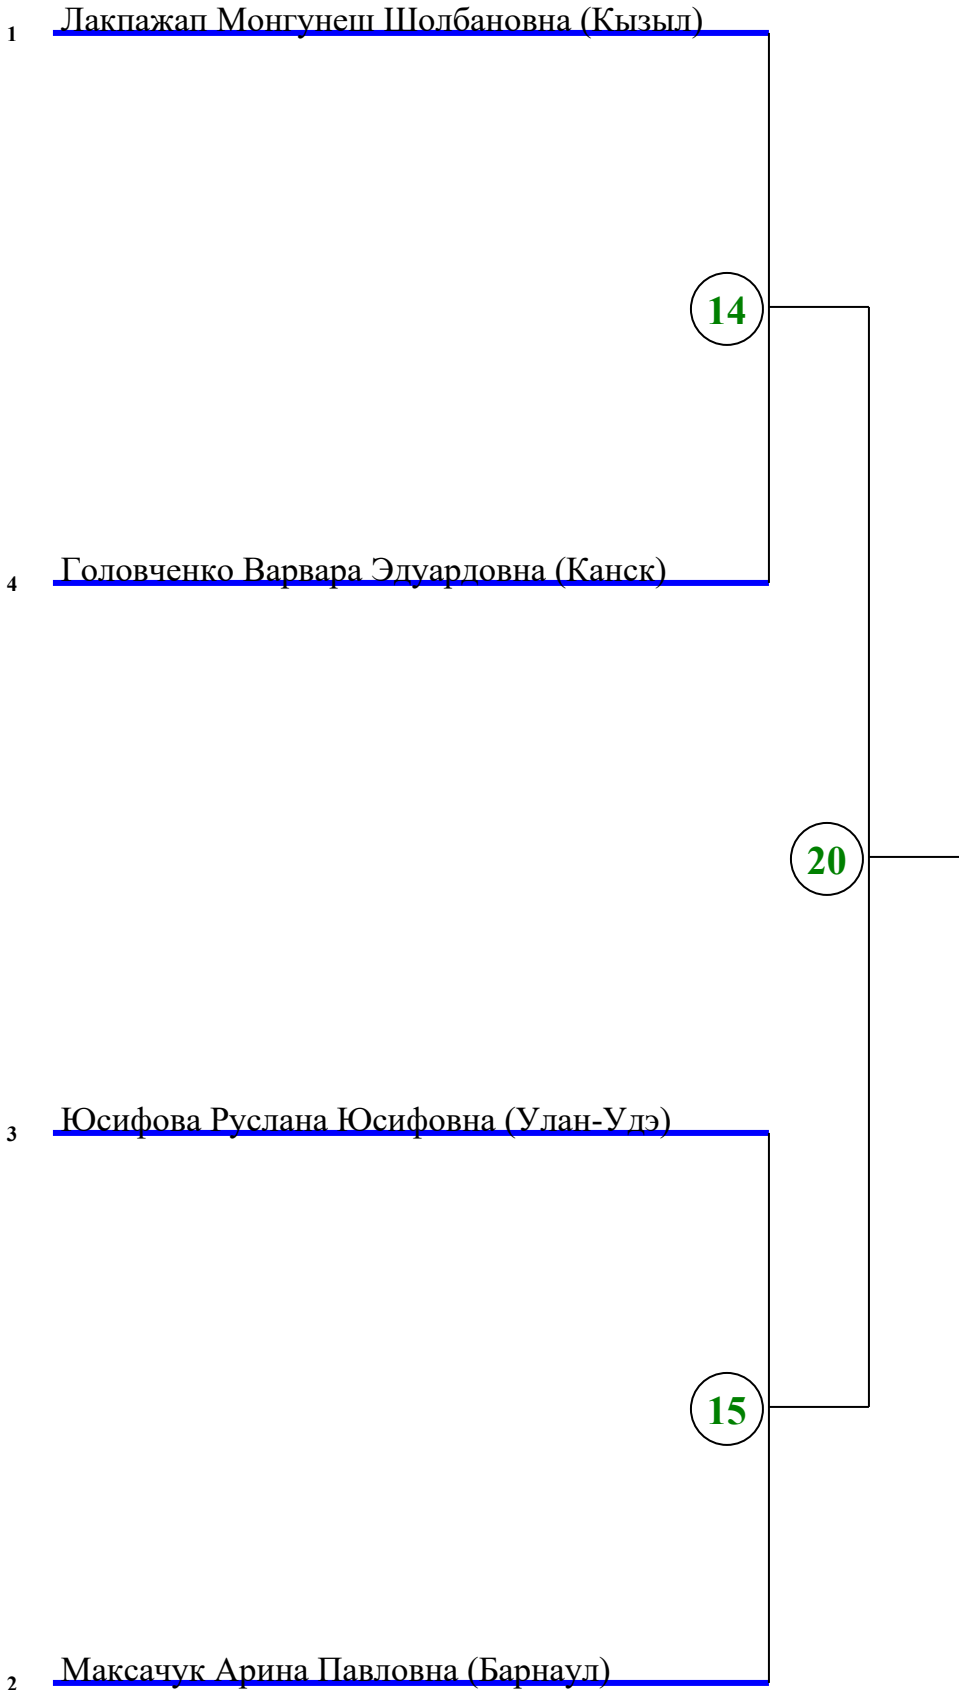 1 Лакпажап Монгунеш Шолбановна (Кызыл)
14
4 Головченко Варвара Эдуардовна (Канск)
20
3 Юсифова Руслана Юсифовна (Улан-Удэ)
15
2 Максачук Арина Павловна (Барнаул)